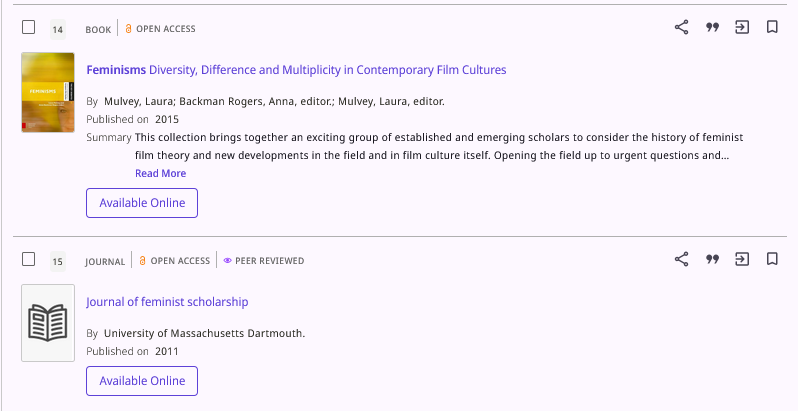 14 BOOK OPEN ACCESS
FEMINISMS
Feminisms Diversity, Difference and Multiplicity in Contemporary Film Cultures
By Mulvey, Laura; Backman Rogers, Anna, editor.; Mulvey, Laura, editor.
Published on 2015
Summary This collection brings together an exciting group of established and emerging scholars to consider the history of feminist
film theory and new developments in the field and in film culture itself. Opening the field up to urgent questions and...
Read More
Available Online
15 JOURNAL OPEN ACCESS PEER REVIEWED
Journal of feminist scholarship
By University of Massachusetts Dartmouth.
Published on 2011
Available Online